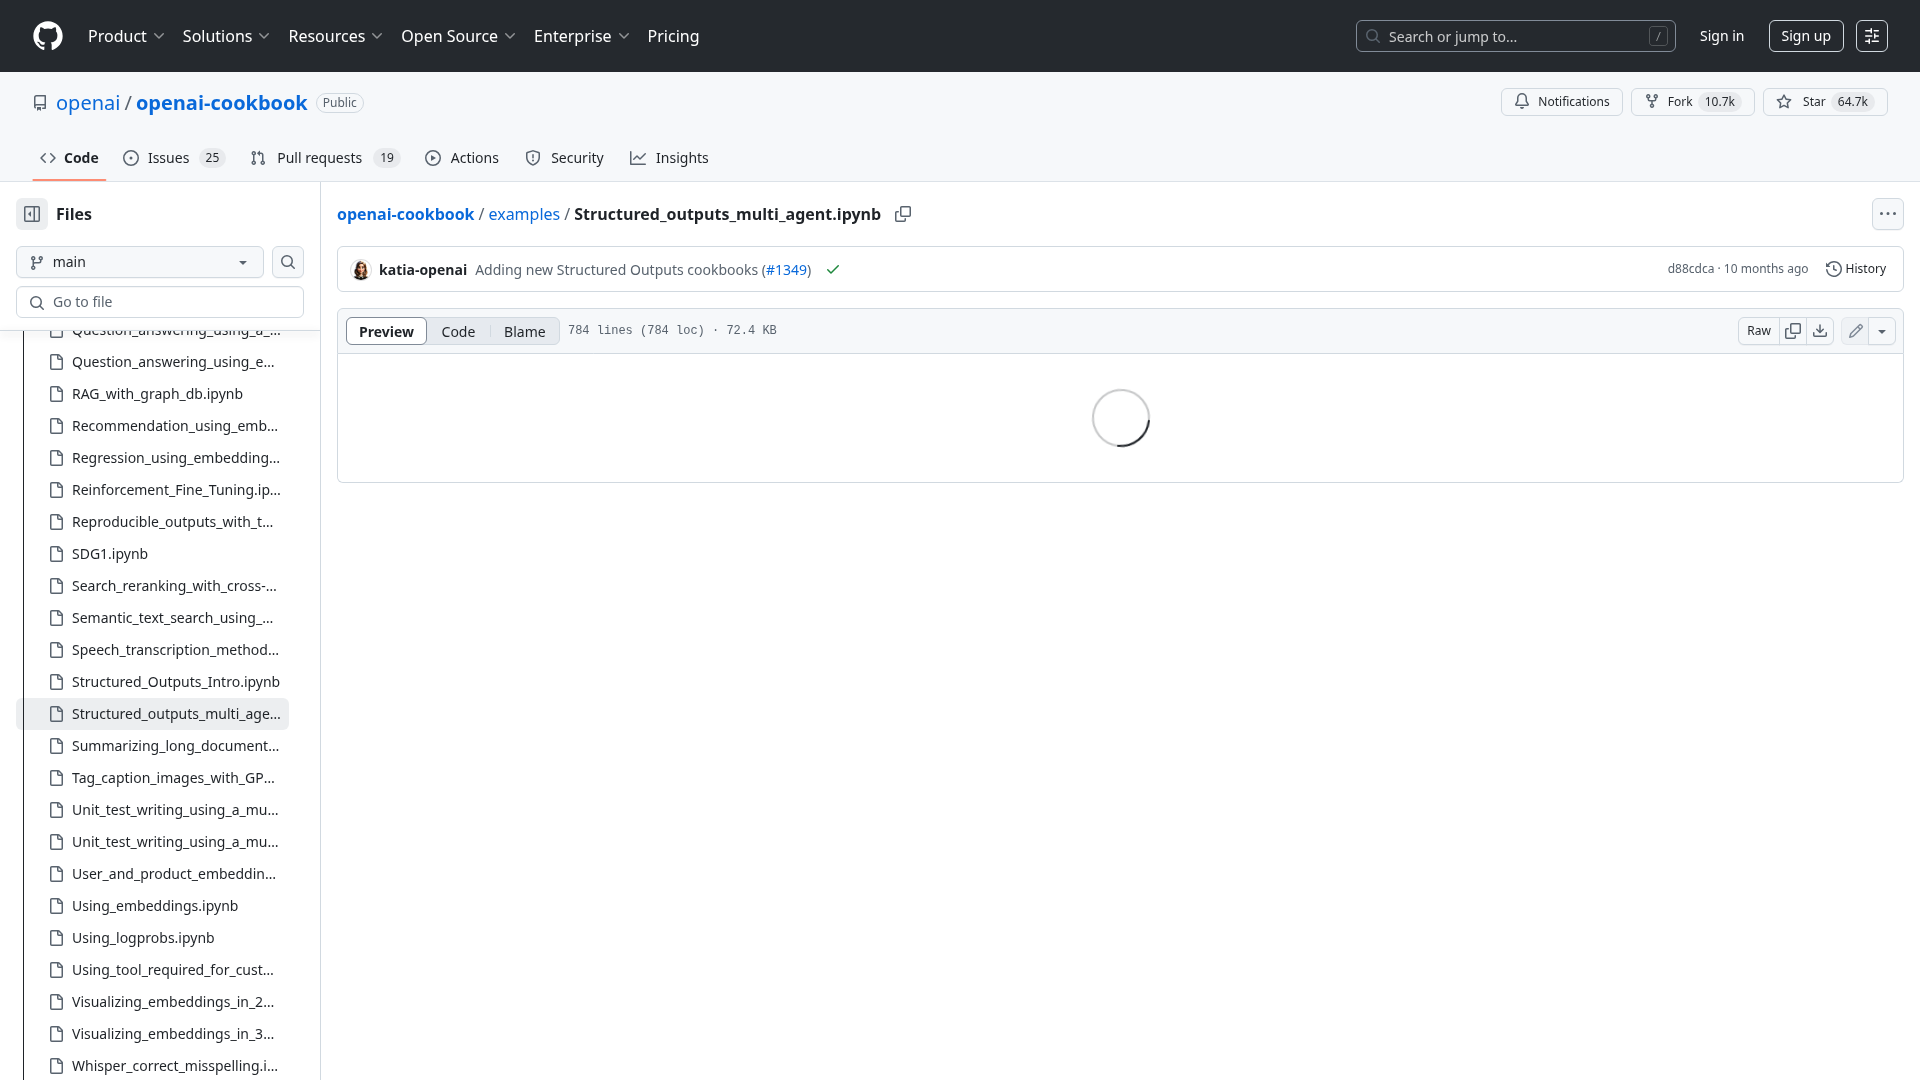 Product Solutions Resources Open Source Enterprise Pricing Search or jump to... / Sign in Sign up
openai / openai-cookbook Public Notifications Fork 10.7k Star 64.7k
Code Issues 25 Pull requests 19 Actions Security Insights
Files
main
Go to file
Question_answering_using_a_...
Question_answering_using_e...
RAG_with_graph_db.ipynb
Recommendation_using_emb...
Regression_using_embedding...
Reinforcement_Fine_Tuning.ip...
Reproducible_outputs_with_t...
SDG1.ipynb
Search_reranking_with_cross-...
Semantic_text_search_using_...
Speech_transcription_method...
Structured_Outputs_Intro.ipynb
Structured_outputs_multi_age...
Summarizing_long_document...
Tag_caption_images_with_GP...
Unit_test_writing_using_a_mu...
Unit_test_writing_using_a_mu...
User_and_product_embeddin...
Using_embeddings.ipynb
Using_logprobs.ipynb
Using_tool_required_for_cust...
Visualizing_embeddings_in_2...
Visualizing_embeddings_in_3...
Whisper_correct_misspelling.i...
openai-cookbook / examples / Structured_outputs_multi_agent.ipynb
katia-openai Adding new Structured Outputs cookbooks (#1349) d88cdca · 10 months ago History
Preview Code Blame 784 lines (784 loc) · 72.4 KB Raw